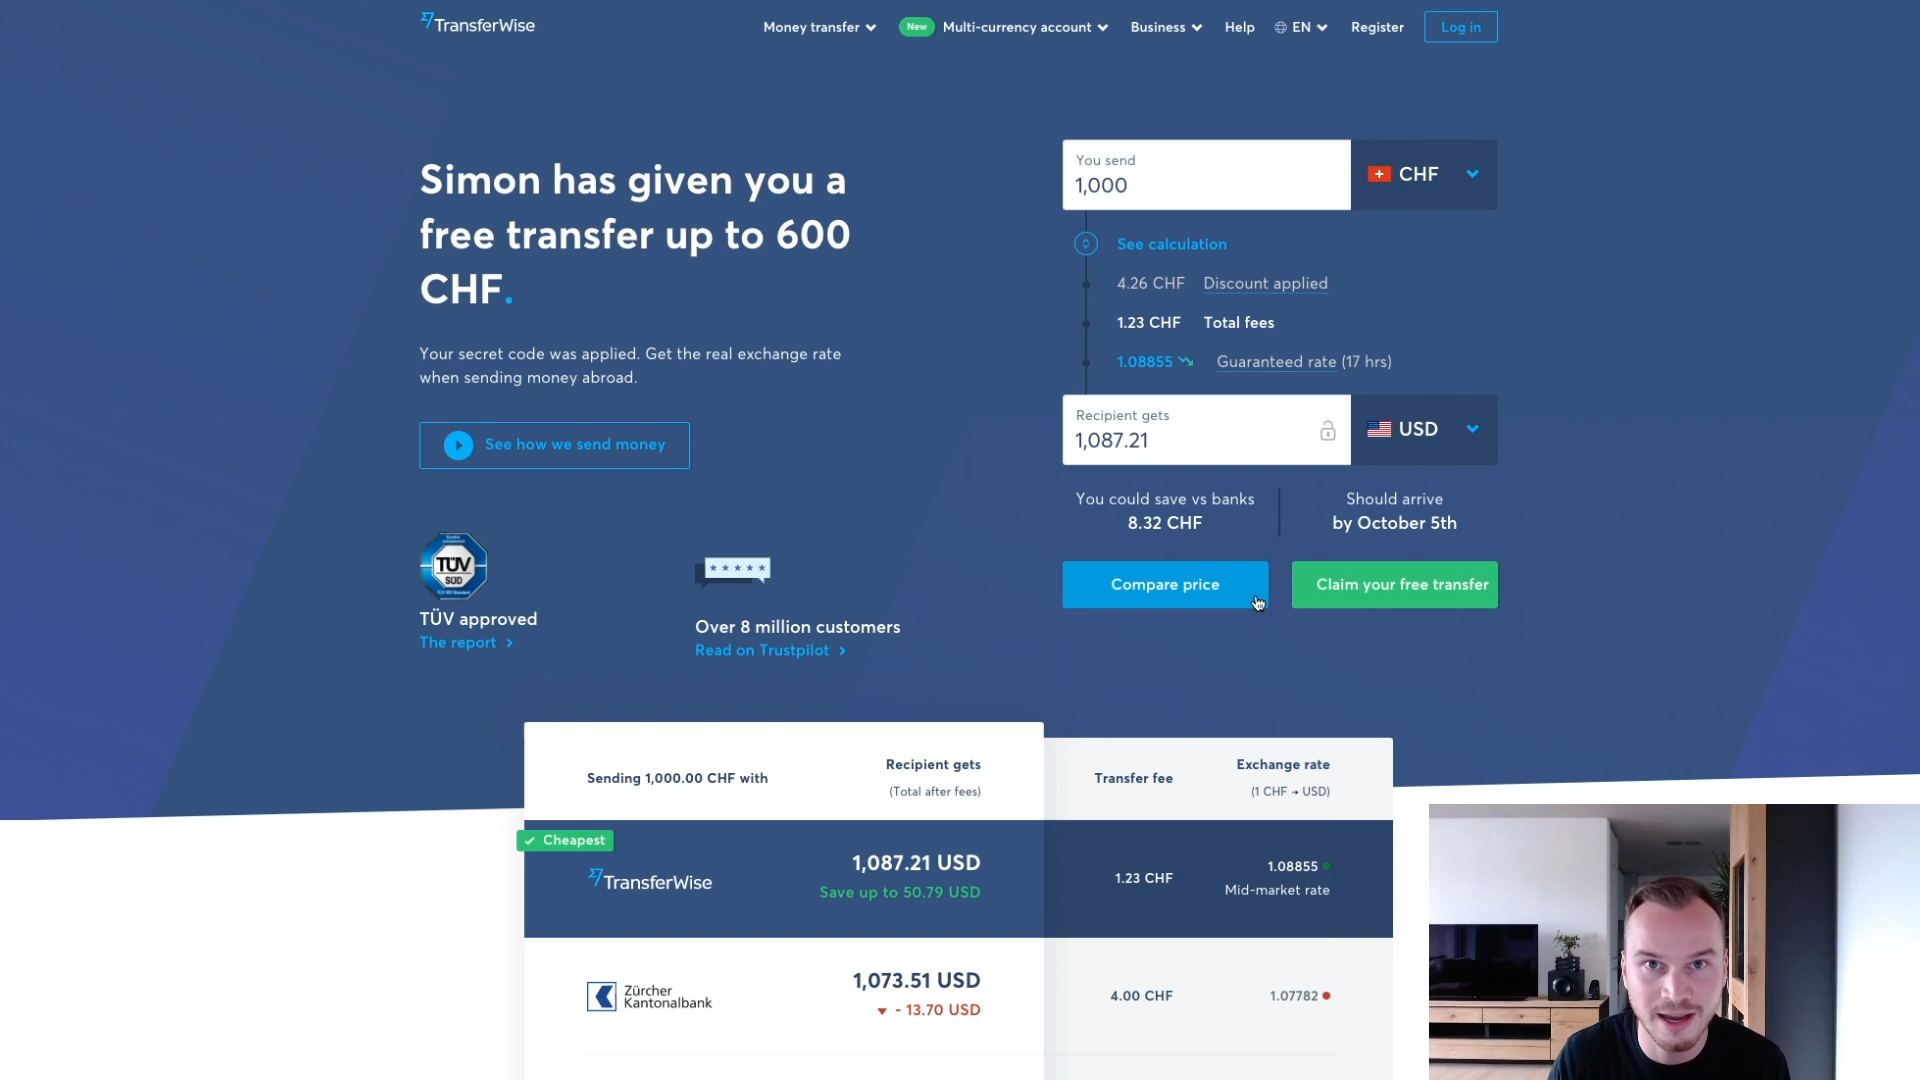 TransferWise
Money transfer
New
Multi-currency account
Business
Help
EN
Register
Log in
Simon has given you a
free transfer up to 600
CHF.
Your secret code was applied. Get the real exchange rate
when sending money abroad.
See how we send money
TÜV
SÜD
TÜV approved
The report
Over 8 million customers
Read on Trustpilot
You send
1,000
CHF
See calculation
4.26 CHF Discount applied
1.23 CHF Total fees
1.08855 Guaranteed rate (17 hrs)
Recipient gets
1,087.21
USD
You could save vs banks
8.32 CHF
Should arrive
by October 5th
Compare price
Claim your free transfer
Sending 1,000.00 CHF with
Recipient gets
(Total after fees)
Transfer fee
Exchange rate
(1 CHF → USD)
Cheapest
TransferWise
1,087.21 USD
Save up to 50.79 USD
1.23 CHF
1.08855
Mid-market rate
Zürcher
Kantonalbank
1,073.51 USD
- 13.70 USD
4.00 CHF
1.07782